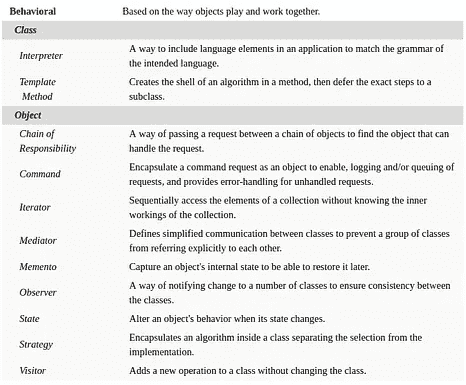 Behavioral Based on the way objects play and work together.
Class
Interpreter A way to include language elements in an application to match the grammar of
the intended language.
Template Creates the shell of an algorithm in a method, then defer the exact steps to a
Method subclass.
Object
Chain of A way of passing a request between a chain of objects to find the object that can
Responsibility handle the request.
Command Encapsulate a command request as an object to enable, logging and/or queuing of
requests, and provides error-handling for unhandled requests.
Iterator Sequentially access the elements of a collection without knowing the inner
workings of the collection.
Mediator Defines simplified communication between classes to prevent a group of classes
from referring explicitly to each other.
Memento Capture an object's internal state to be able to restore it later.
Observer A way of notifying change to a number of classes to ensure consistency between
the classes.
State Alter an object's behavior when its state changes.
Strategy Encapsulates an algorithm inside a class separating the selection from the
implementation.
Visitor Adds a new operation to a class without changing the class.